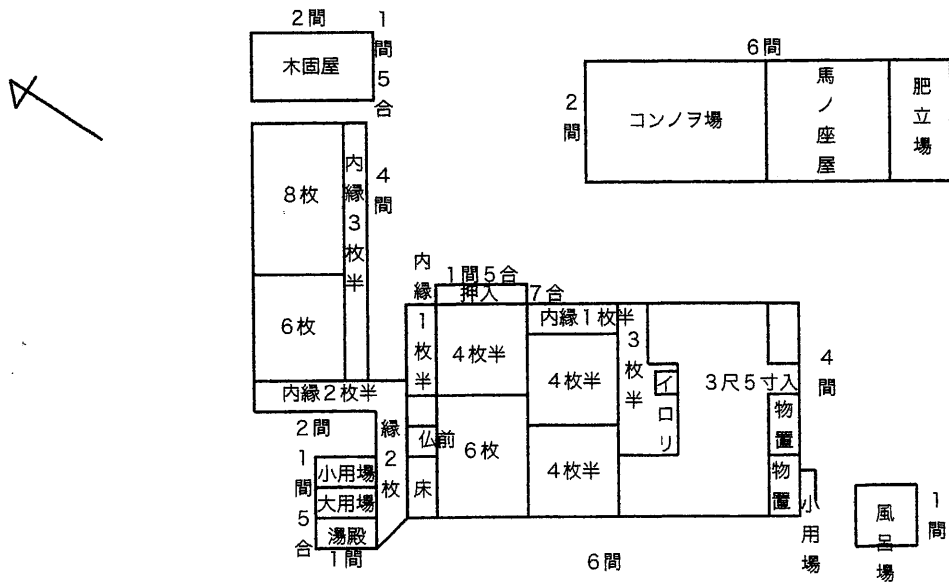 2間
1間5合
木固屋
6間
2間
コンノヲ場
馬ノ座屋
肥立場
8枚
内縁3枚半
4間
6枚
内縁2枚半
内縁1枚半
1間5合
押入
7合
4枚半
内縁1枚半
4枚半
3枚半
イロリ
3尺5寸入
4間
物置
物置
小用場
2間
縁2枚
仏前
6枚
床
4枚半
1間5合
小用場
大用場
湯殿
1間
6間
風呂場
1間